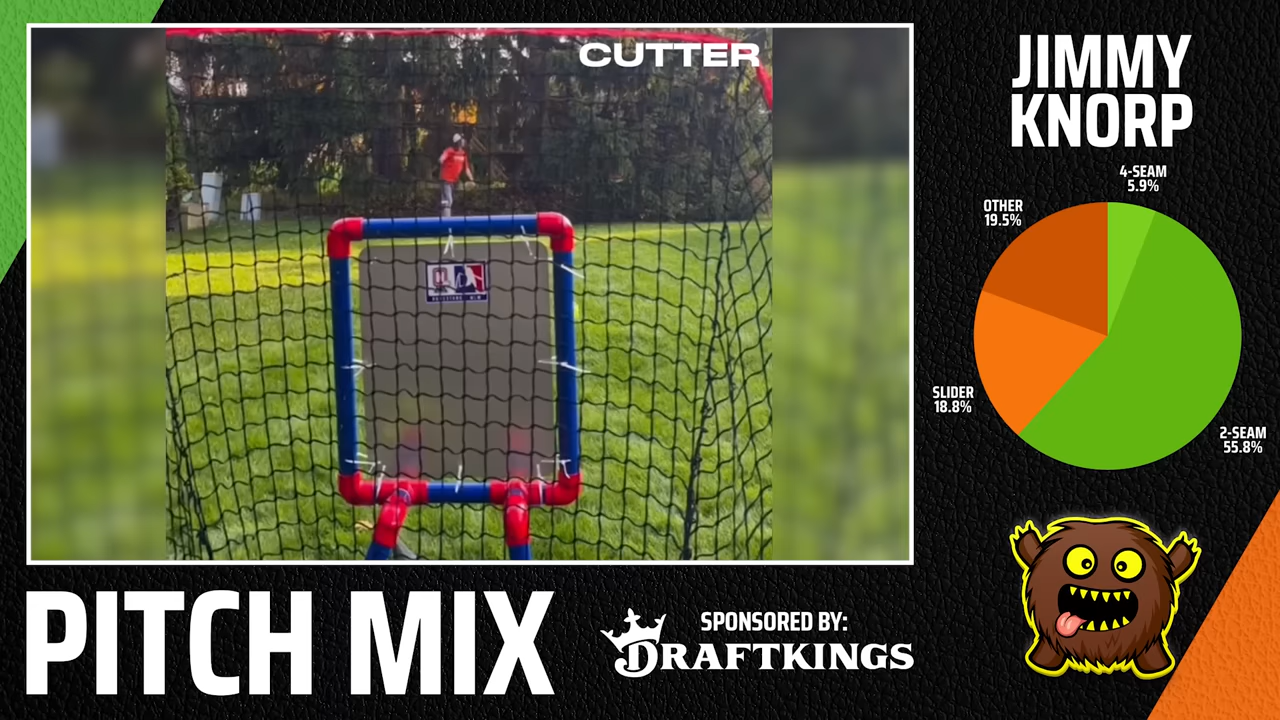 CUTTER
JIMMY
KNORP
4-SEAM
5.9%
OTHER
19.5%
SLIDER
18.8%
2-SEAM
55.8%
PITCH MIX
SPONSORED BY:
DRAFTKINGS